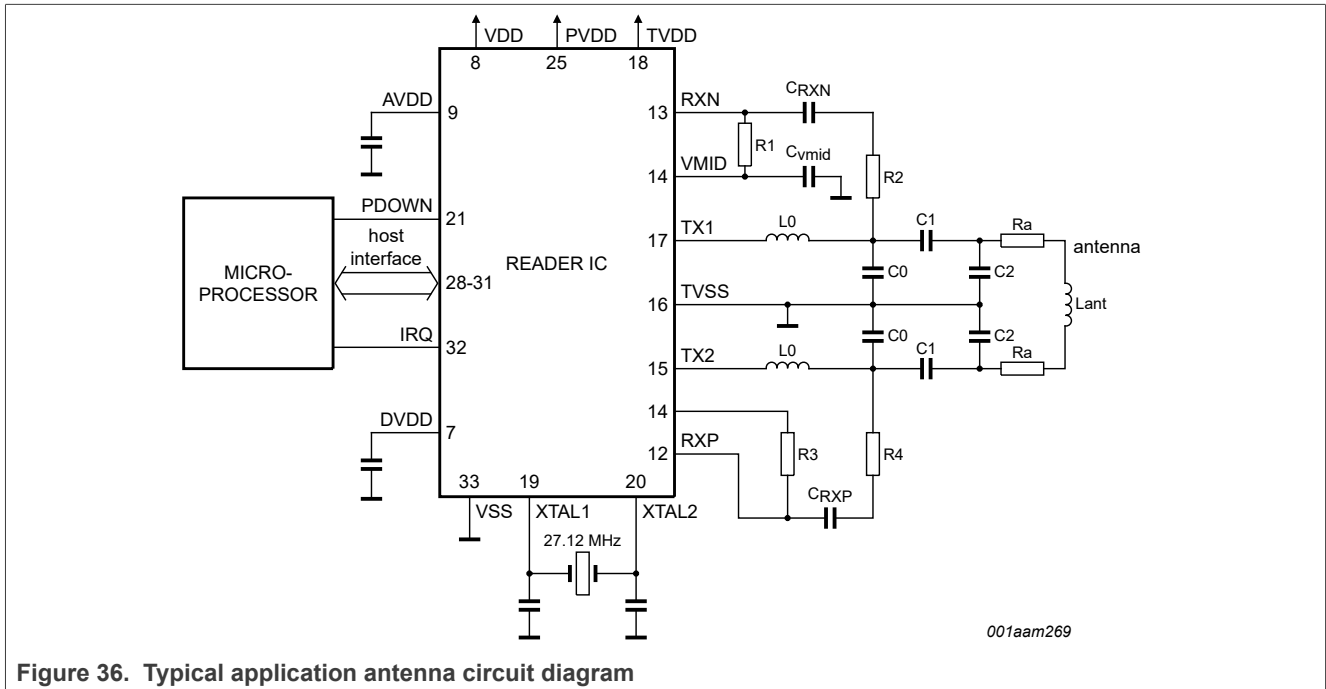 VDD
PVDD
TVDD
8
25
18
AVDD
9
13
RXN
CRXN
R1
VMID
14
Cvmid
R2
PDOWN
21
host
interface
MICRO-
PROCESSOR
28-31
READER IC
IRQ
32
17
TX1
L0
C1
Ra
antenna
C0
C2
16
TVSS
Lant
C0
C2
15
TX2
L0
C1
Ra
14
12
RXP
R3
R4
CRXP
DVDD
7
33
19
20
VSS
XTAL1
XTAL2
27.12 MHz
001aam269
Figure 36. Typical application antenna circuit diagram